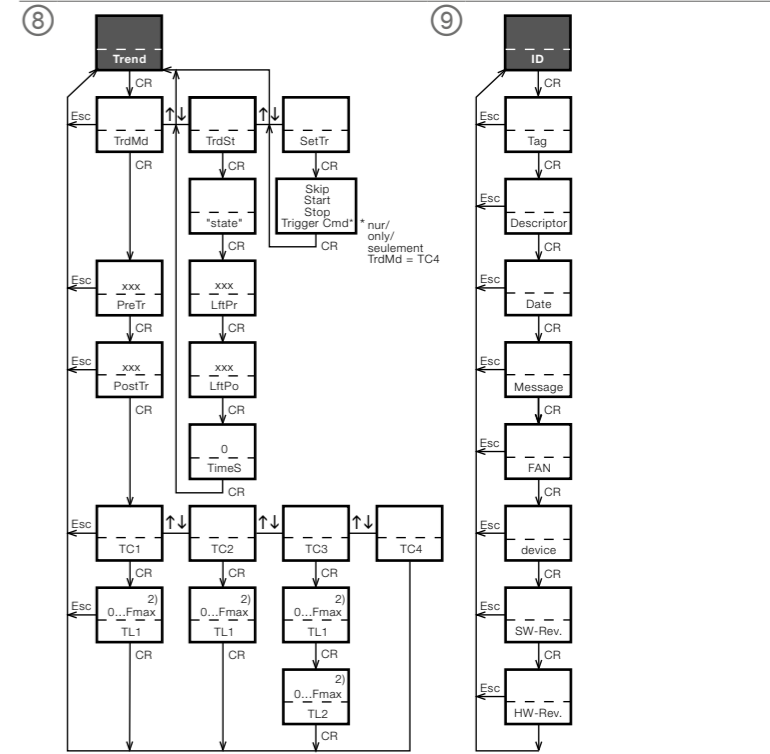 ⑧
Trend
CR
Esc TrdMd ↑↓ TrdSt ↑↓ SetTr
CR CR CR
"state"
Skip
Start
Stop
Trigger Cmd*
* nur/
only/
seulement
TrdMd = TC4
CR CR
Esc xxx xxx
PreTr LftPr
CR CR
Esc xxx xxx
PostTr LftPo
CR CR
0
TimeS
CR
Esc TC1 ↑↓ TC2 ↑↓ TC3 ↑↓ TC4
CR CR CR
2) 2) 2)
Esc 0...Fmax 0...Fmax 0...Fmax
TL1 TL1 TL1
CR CR CR
2)
0...Fmax
TL2
CR
⑨
ID
CR
Esc
Tag
CR
Esc
Descriptor
CR
Esc
Date
CR
Esc
Message
CR
Esc
FAN
CR
Esc
device
CR
Esc
SW-Rev.
CR
Esc
HW-Rev.